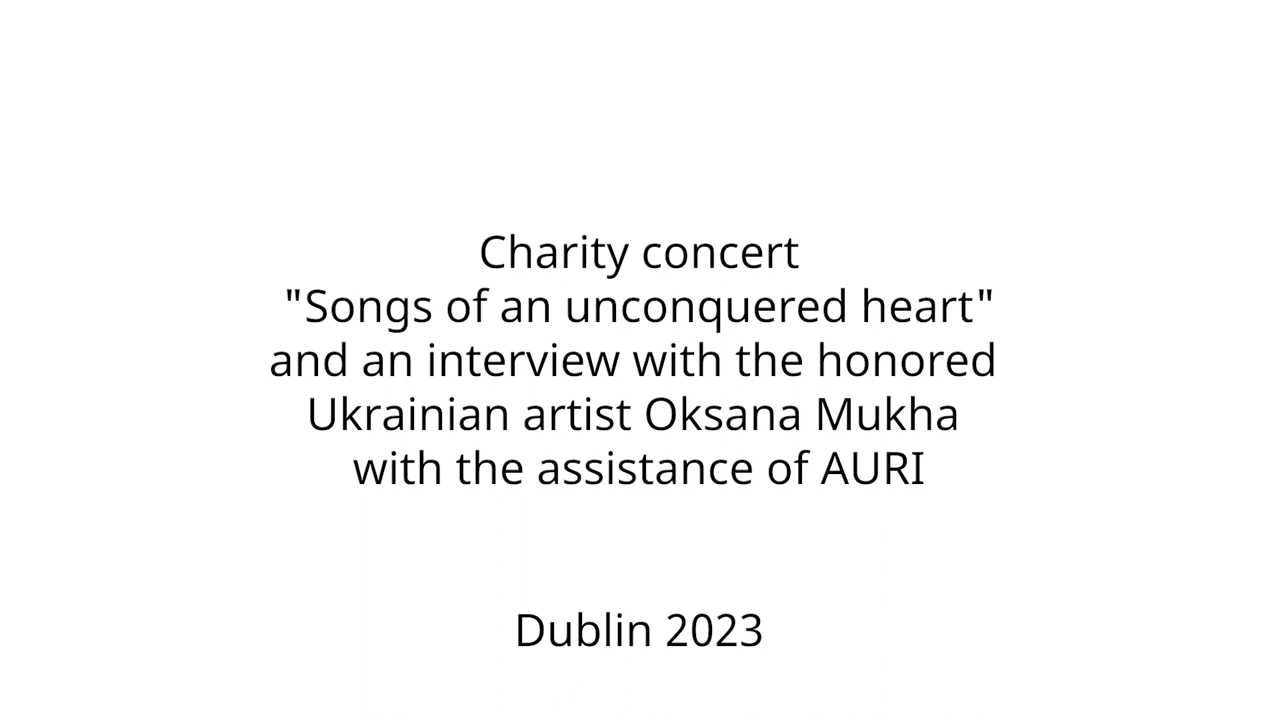 Charity concert
"Songs of an unconquered heart"
and an interview with the honored
Ukrainian artist Oksana Mukha
with the assistance of AURI
Dublin 2023